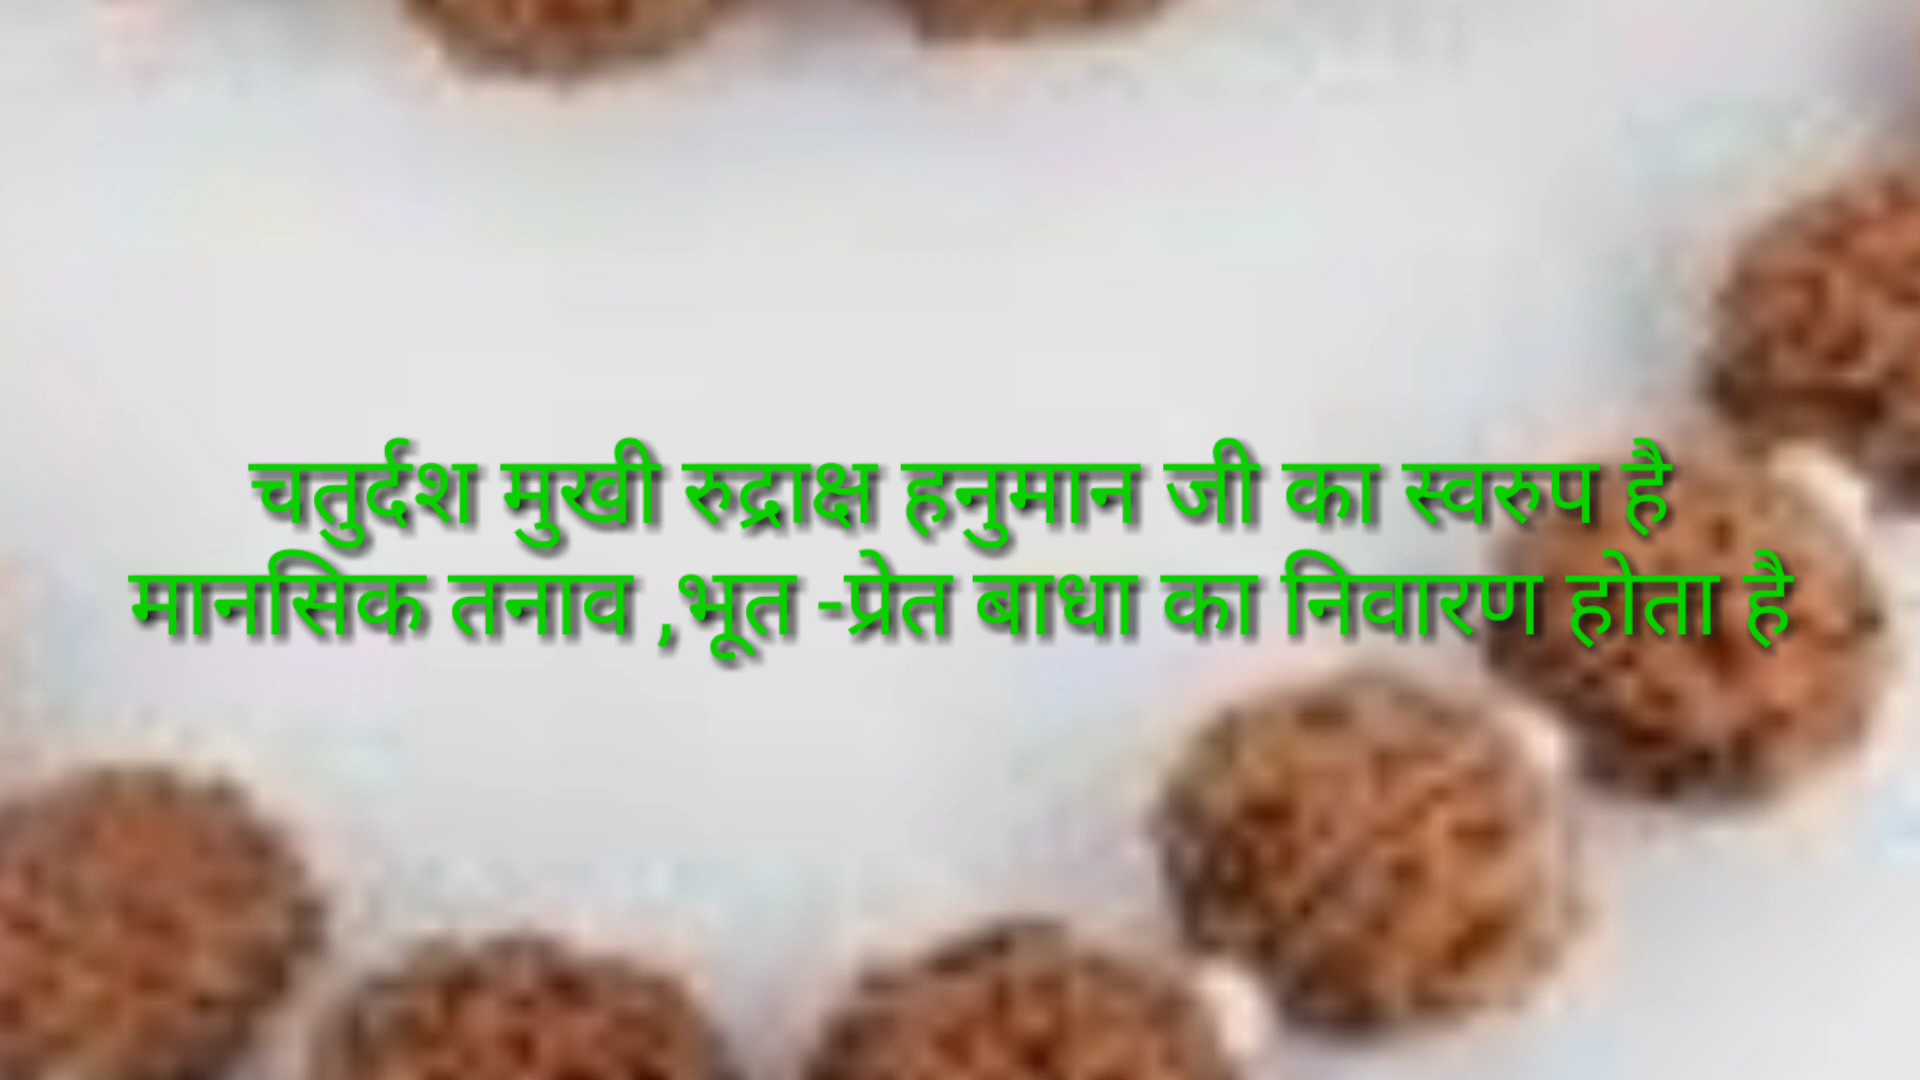 चतुर्दश मुखी रुद्राक्ष हनुमान जी का स्वरुप है
मानसिक तनाव ,भूत -प्रेत बाधा का निवारण होता है